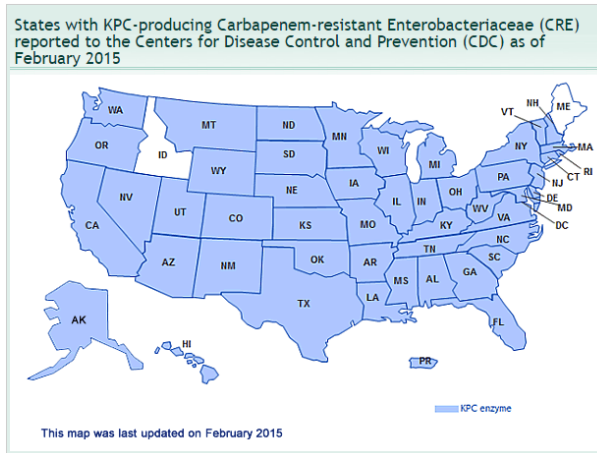 States with KPC-producing Carbapenem-resistant Enterobacteriaceae (CRE)
reported to the Centers for Disease Control and Prevention (CDC) as of
February 2015
WA
MT
ND
MN
VT
NH
ME
OR
ID
WY
SD
WI
MI
NY
MA
RI
CT
NV
UT
CO
NE
IA
IL
IN
OH
PA
NJ
DE
MD
DC
CA
KS
MO
KY
WV
VA
AZ
NM
OK
AR
TN
NC
SC
TX
LA
MS
AL
GA
FL
AK
HI
PR
KPC enzyme
This map was last updated on February 2015